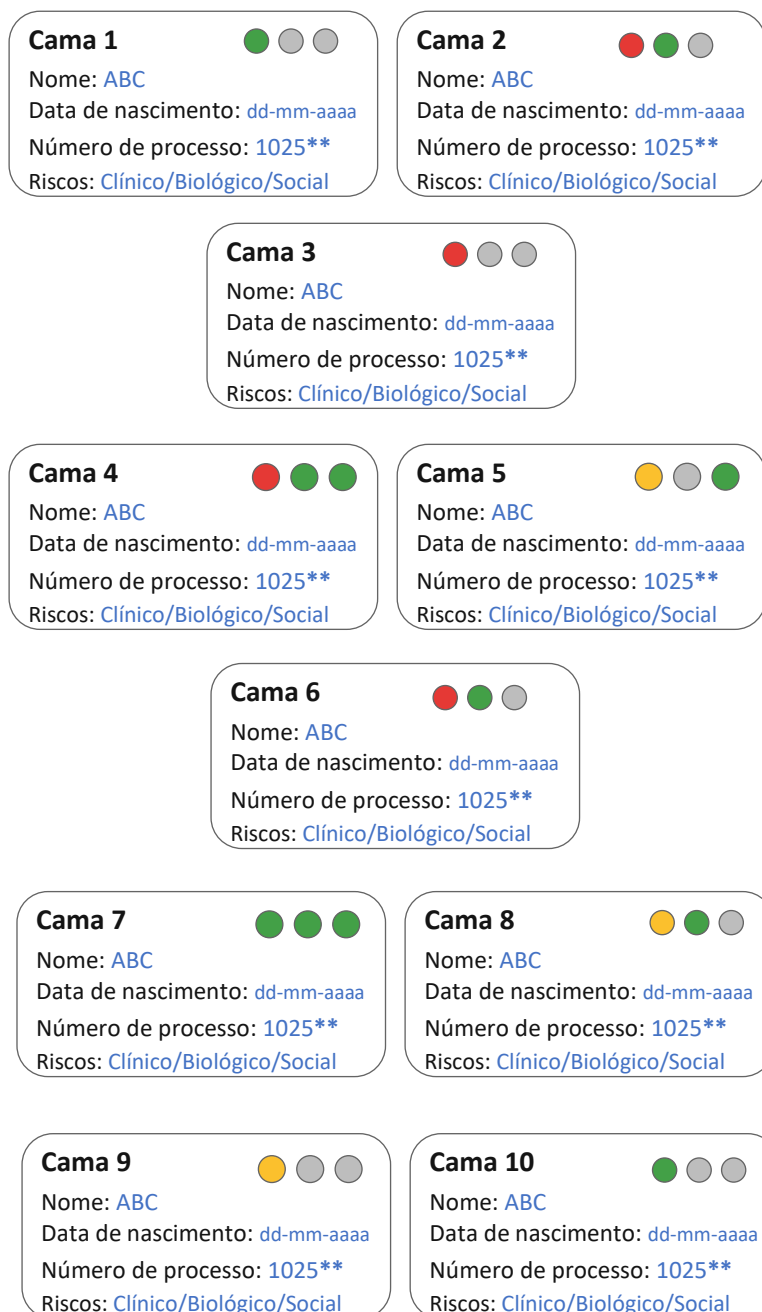 Cama 1
Nome: ABC
Data de nascimento: dd-mm-aaaa
Número de processo: 1025**
Riscos: Clínico/Biológico/Social
Cama 2
Nome: ABC
Data de nascimento: dd-mm-aaaa
Número de processo: 1025**
Riscos: Clínico/Biológico/Social
Cama 3
Nome: ABC
Data de nascimento: dd-mm-aaaa
Número de processo: 1025**
Riscos: Clínico/Biológico/Social
Cama 4
Nome: ABC
Data de nascimento: dd-mm-aaaa
Número de processo: 1025**
Riscos: Clínico/Biológico/Social
Cama 5
Nome: ABC
Data de nascimento: dd-mm-aaaa
Número de processo: 1025**
Riscos: Clínico/Biológico/Social
Cama 6
Nome: ABC
Data de nascimento: dd-mm-aaaa
Número de processo: 1025**
Riscos: Clínico/Biológico/Social
Cama 7
Nome: ABC
Data de nascimento: dd-mm-aaaa
Número de processo: 1025**
Riscos: Clínico/Biológico/Social
Cama 8
Nome: ABC
Data de nascimento: dd-mm-aaaa
Número de processo: 1025**
Riscos: Clínico/Biológico/Social
Cama 9
Nome: ABC
Data de nascimento: dd-mm-aaaa
Número de processo: 1025**
Riscos: Clínico/Biológico/Social
Cama 10
Nome: ABC
Data de nascimento: dd-mm-aaaa
Número de processo: 1025**
Riscos: Clínico/Biológico/Social